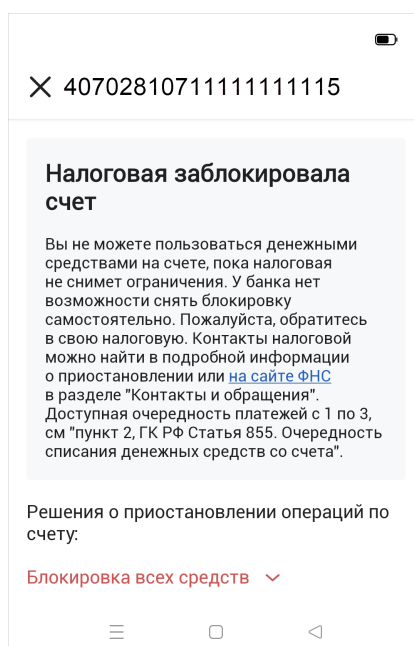 40702810711111111115
Налоговая заблокировала
счет
Вы не можете пользоваться денежными
средствами на счете, пока налоговая
не снимет ограничения. У банка нет
возможности снять блокировку
самостоятельно. Пожалуйста, обратитесь
в свою налоговую. Контакты налоговой
можно найти в подробной информации
о приостановлении или на сайте ФНС
в разделе "Контакты и обращения".
Доступная очередность платежей с 1 по 3,
см "пункт 2, ГК РФ Статья 855. Очередность
списания денежных средств со счета".
Решения о приостановлении операций по
счету:
Блокировка всех средств